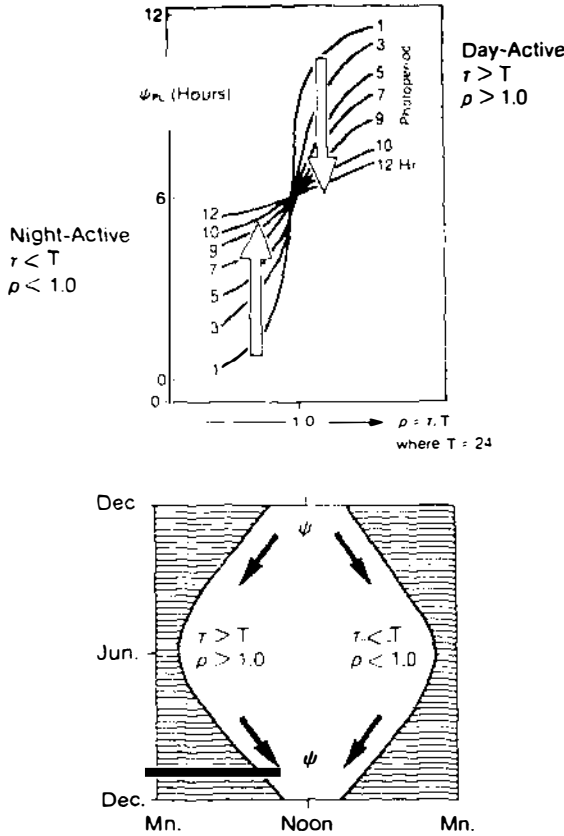 12
1
3
5
7
9
10
12 Hr
Photoperiod
Day-Active
τ > T
ρ > 1.0
ψPL (Hours)
6
Night-Active
τ < T
ρ < 1.0
12
10
9
7
5
3
1
0
0
1.0
ρ = τ/T
where T = 24
Dec
ψ
Jun.
τ > T
ρ > 1.0
τ < T
ρ < 1.0
ψ
Dec.
Mn.
Noon
Mn.